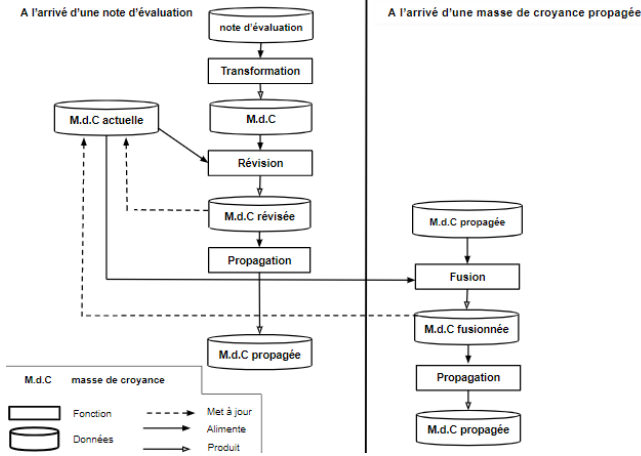 A l'arrivé d'une note d'évaluation
note d'évaluation
Transformation
M.d.C actuelle
M.d.C
Révision
M.d.C révisée
Propagation
M.d.C propagée
A l'arrivé d'une masse de croyance propagée
M.d.C propagée
Fusion
M.d.C fusionnée
Propagation
M.d.C propagée
M.d.C masse de croyance
Fonction
Données
Met à jour
Alimente
Produit